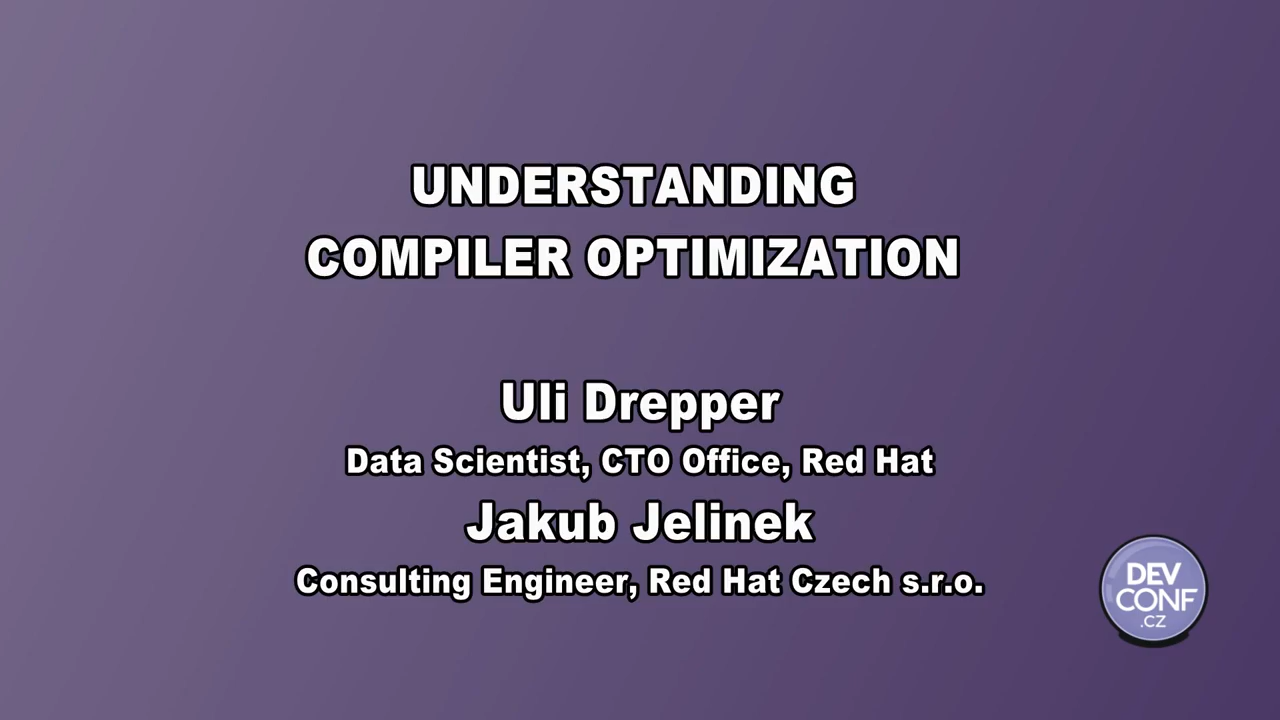 UNDERSTANDING
COMPILER OPTIMIZATION
Uli Drepper
Data Scientist, CTO Office, Red Hat
Jakub Jelinek
Consulting Engineer, Red Hat Czech s.r.o.
DEV
CONF
.CZ